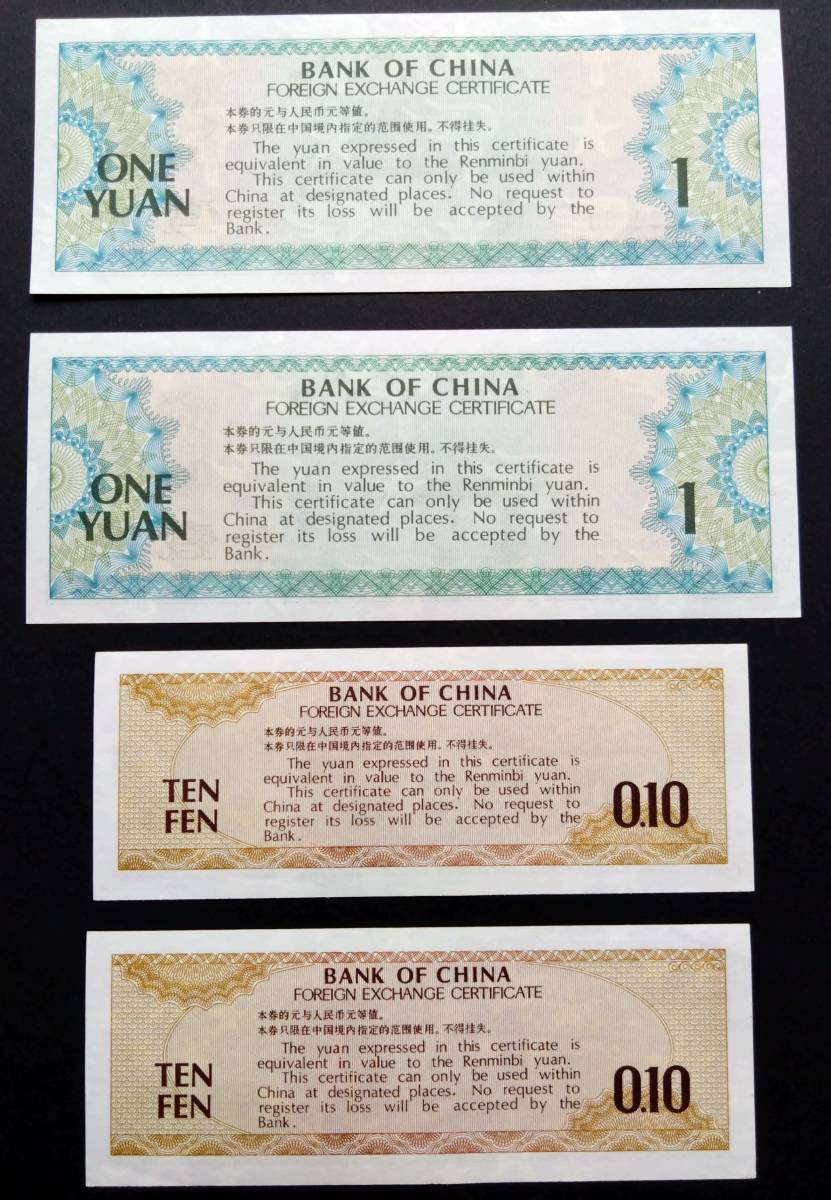 BANK OF CHINA
FOREIGN EXCHANGE CERTIFICATE
本券的元与人民币元等值。
本券只限在中国境内指定的范围使用。不得挂失。
The yuan expressed in this certificate is
equivalent in value to the Renminbi yuan.
This certificate can only be used within
China at designated places. No request to
register its loss will be accepted by the
Bank.
ONE
YUAN
1
BANK OF CHINA
FOREIGN EXCHANGE CERTIFICATE
本券的元与人民币元等值。
本券只限在中国境内指定的范围使用。不得挂失。
The yuan expressed in this certificate is
equivalent in value to the Renminbi yuan.
This certificate can only be used within
China at designated places. No request to
register its loss will be accepted by the
Bank.
ONE
YUAN
1
BANK OF CHINA
FOREIGN EXCHANGE CERTIFICATE
本券的元与人民币元等值。
本券只限在中国境内指定的范围使用。不得挂失。
The yuan expressed in this certificate is
equivalent in value to the Renminbi yuan.
This certificate can only be used within
China at designated places. No request to
register its loss will be accepted by the
Bank.
TEN
FEN
0.10
BANK OF CHINA
FOREIGN EXCHANGE CERTIFICATE
本券的元与人民币元等值。
本券只限在中国境内指定的范围使用。不得挂失。
The yuan expressed in this certificate is
equivalent in value to the Renminbi yuan.
This certificate can only be used within
China at designated places. No request to
register its loss will be accepted by the
Bank.
TEN
FEN
0.10